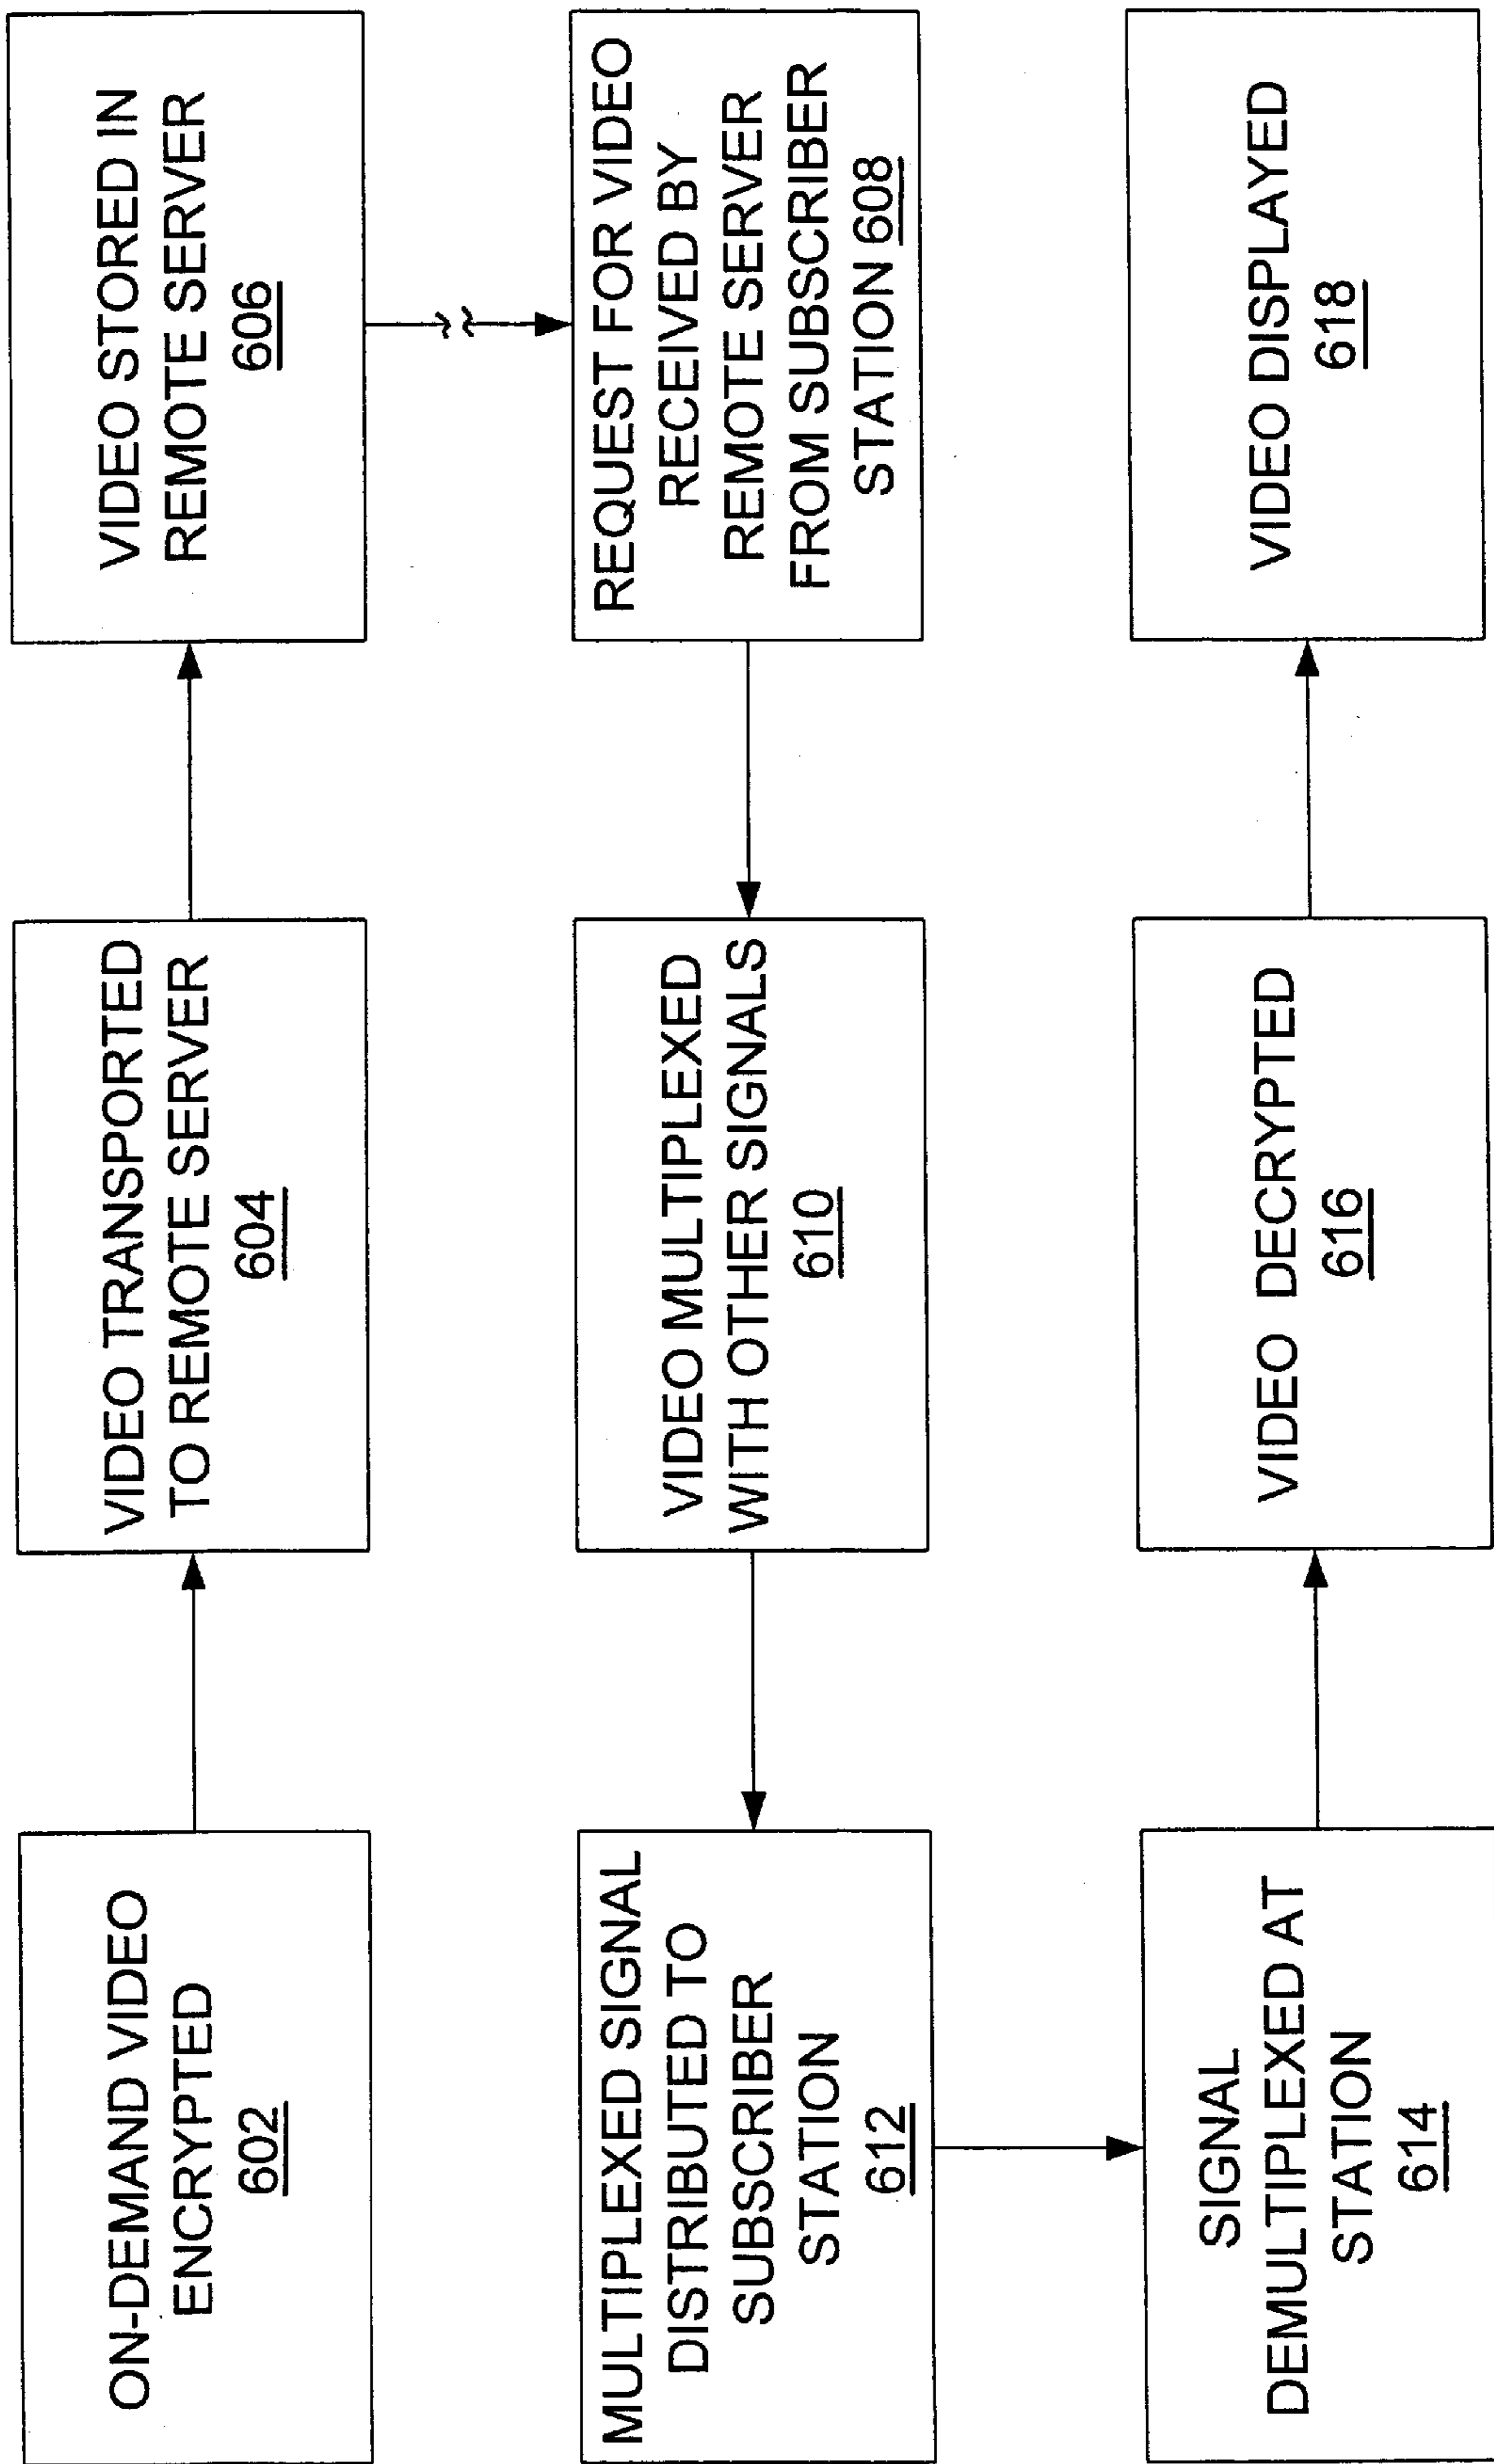 ON-DEMAND VIDEO
ENCRYPTED
602
VIDEO TRANSPORTED
TO REMOTE SERVER
604
VIDEO STORED IN
REMOTE SERVER
606
REQUEST FOR VIDEO
RECEIVED BY
REMOTE SERVER
FROM SUBSCRIBER
STATION 608
VIDEO MULTIPLEXED
WITH OTHER SIGNALS
610
MULTIPLEXED SIGNAL
DISTRIBUTED TO
SUBSCRIBER
STATION
612
SIGNAL
DEMULTIPLEXED AT
STATION
614
VIDEO DECRYPTED
616
VIDEO DISPLAYED
618